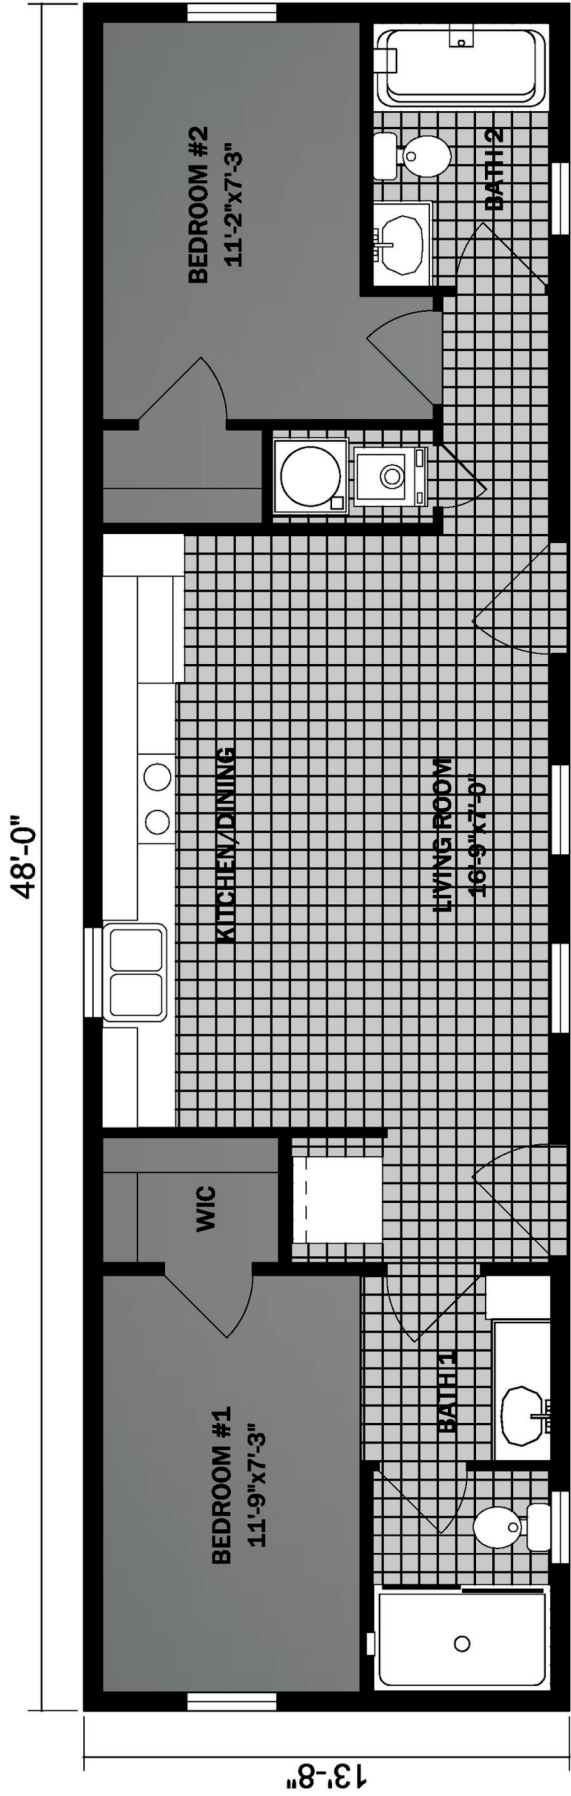 48'-0"
BEDROOM #2
11'-2"x7'-3"
BATH 2
KITCHEN/DINING
LIVING ROOM
16'-9"x7'-0"
WIC
BEDROOM #1
11'-9"x7'-3"
BATH 1
13'-8"